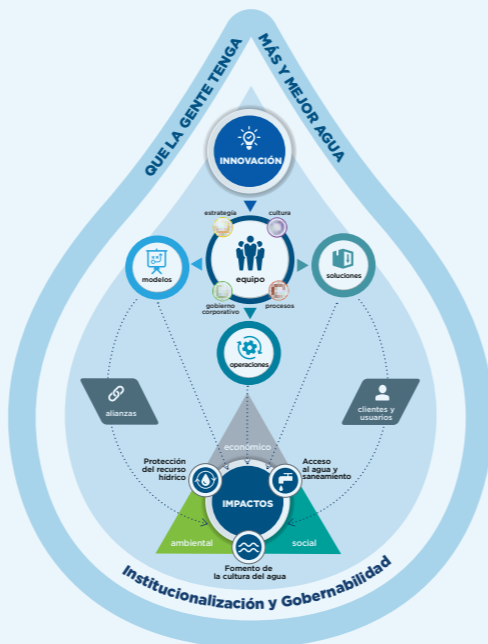 QUE LA GENTE TENGA
MÁS Y MEJOR AGUA
INNOVACIÓN
estrategia
cultura
modelos
equipo
soluciones
gobierno
corporativo
procesos
operaciones
alianzas
clientes y
usuarios
económico
Protección
del recurso
hídrico
Acceso
al agua y
saneamiento
IMPACTOS
ambiental
social
Fomento de
la cultura del agua
Institucionalización y Gobernabilidad